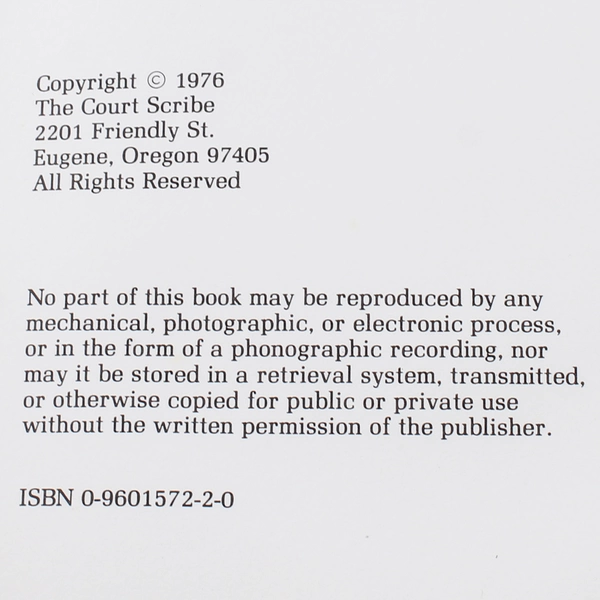 Copyright © 1976
The Court Scribe
2201 Friendly St.
Eugene, Oregon 97405
All Rights Reserved
No part of this book may be reproduced by any
mechanical, photographic, or electronic process,
or in the form of a phonographic recording, nor
may it be stored in a retrieval system, transmitted,
or otherwise copied for public or private use
without the written permission of the publisher.
ISBN 0-9601572-2-0